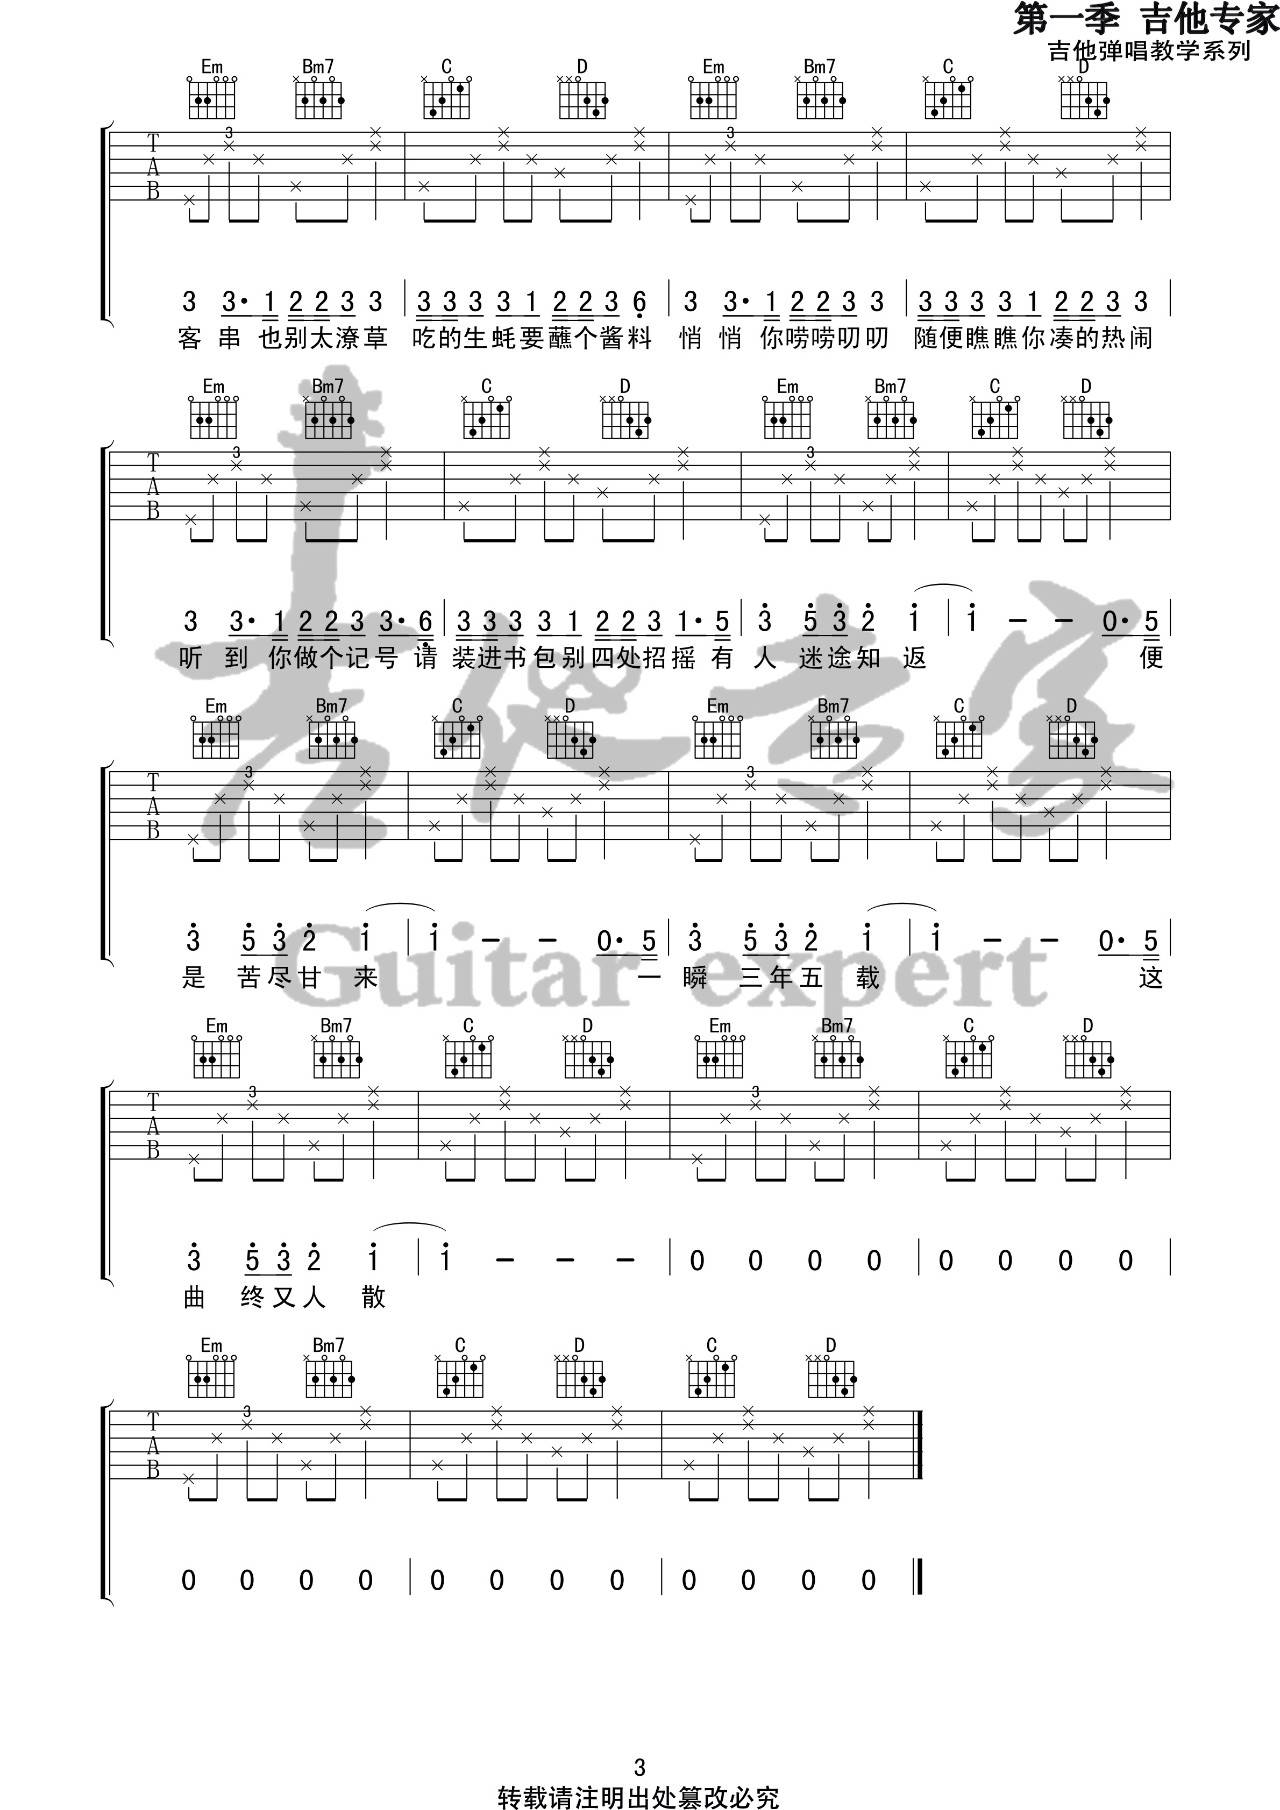 第一季 吉他专家
吉他弹唱教学系列
Em Bm7 C D Em Bm7 C D
3
3
T
A
B
3 3· 1 2 2 3 3 3 3 3 3 1 2 2 3 6 3 3· 1 2 2 3 3 3 3 3 3 1 2 2 3 3
客 串 也别太潦草 吃的生蚝要蘸个酱料 悄 悄 你唠唠叨叨 随便瞧瞧你凑的热闹
Em Bm7 C D Em Bm7 C D
3
3
T
A
B
3 3· 1 2 2 3 3· 6 3 3 3 3 1 2 2 3 1· 5 3 5 3 2 1 1 - - 0· 5
听 到 你做个记号 请 装进书包别四处招摇 有 人 迷途知 返 便
Em Bm7 C D Em Bm7 C D
3
3
T
A
B
3 5 3 2 1 1 - - 0· 5 3 5 3 2 1 1 - - 0· 5
是 苦尽甘 来 一 瞬 三年五 载 这
吉他专家
Guitar expert
Em Bm7 C D Em Bm7 C D
3
3
T
A
B
3 5 3 2 1 1 - - - 0 0 0 0 0 0 0 0
曲 终又人 散
Em Bm7 C D C D
3
T
A
B
0 0 0 0 0 0 0 0 0 0 0 0
3
转载请注明出处篡改必究